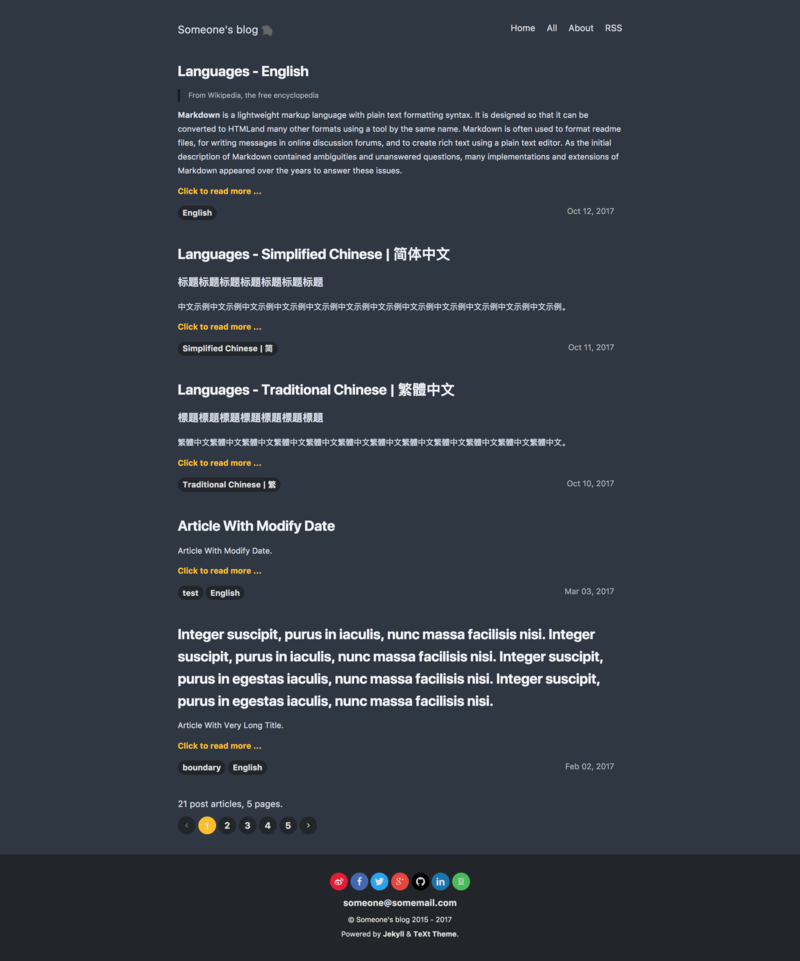 Someone's blog
Home All About RSS
Languages - English
From Wikipedia, the free encyclopedia
Markdown is a lightweight markup language with plain text formatting syntax. It is designed so that it can be
converted to HTMLand many other formats using a tool by the same name. Markdown is often used to format readme
files, for writing messages in online discussion forums, and to create rich text using a plain text editor. As the initial
description of Markdown contained ambiguities and unanswered questions, many implementations and extensions of
Markdown appeared over the years to answer these issues.
Click to read more ...
English Oct 12, 2017
Languages - Simplified Chinese | 简体中文
标题标题标题标题标题标题标题
中文示例中文示例中文示例中文示例中文示例中文示例中文示例中文示例中文示例中文示例中文示例中文示例。
Click to read more ...
Simplified Chinese | 简 Oct 11, 2017
Languages - Traditional Chinese | 繁體中文
標題標題標題標題標題標題標題
繁體中文繁體中文繁體中文繁體中文繁體中文繁體中文繁體中文繁體中文繁體中文繁體中文繁體中文繁體中文。
Click to read more ...
Traditional Chinese | 繁 Oct 10, 2017
Article With Modify Date
Article With Modify Date.
Click to read more ...
test English Mar 03, 2017
Integer suscipit, purus in iaculis, nunc massa facilisis nisi. Integer
suscipit, purus in iaculis, nunc massa facilisis nisi. Integer suscipit,
purus in egestas iaculis, nunc massa facilisis nisi. Integer suscipit,
purus in egestas iaculis, nunc massa facilisis nisi.
Article With Very Long Title.
Click to read more ...
boundary English Feb 02, 2017
21 post articles, 5 pages.
‹ 1 2 3 4 5 ›
f g+ in 豆
someone@somemail.com
© Someone's blog 2015 - 2017
Powered by Jekyll & TeXt Theme.